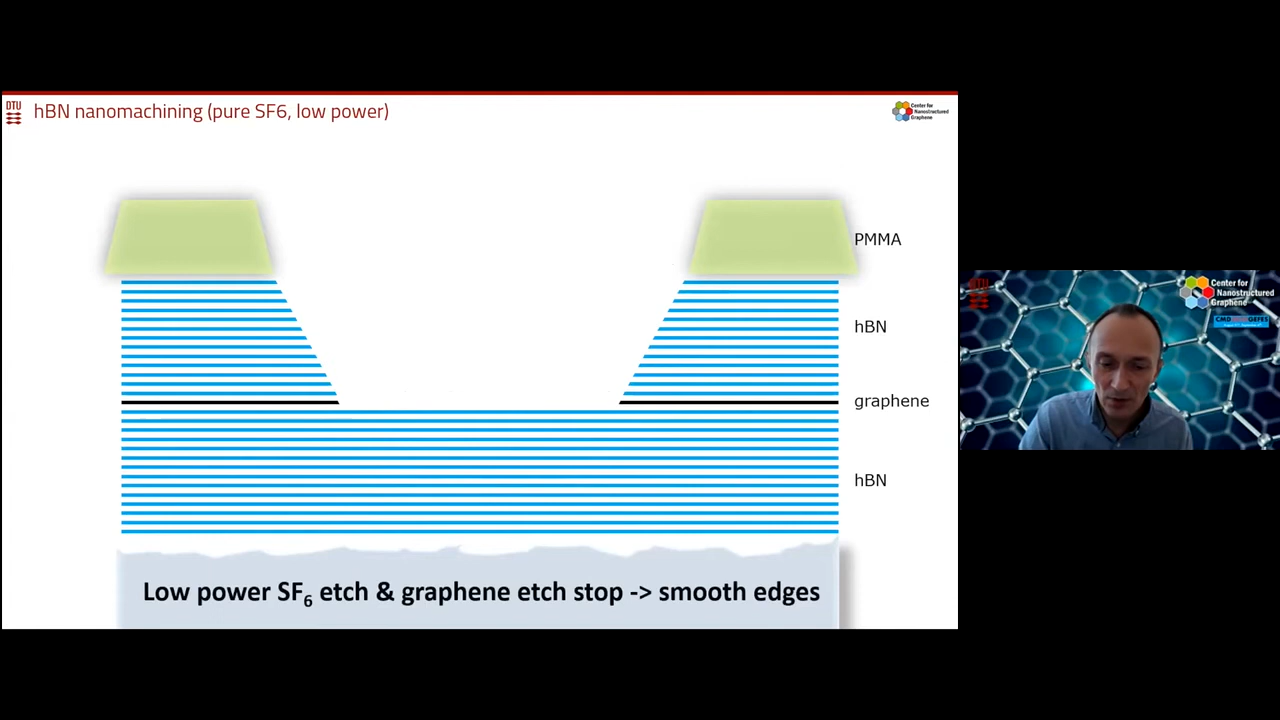 DTU
hBN nanomachining (pure SF6, low power)
Center for
Nanostructured
Graphene
PMMA
hBN
graphene
hBN
Low power SF6 etch & graphene etch stop -> smooth edges
DTU
Center for
Nanostructured
Graphene